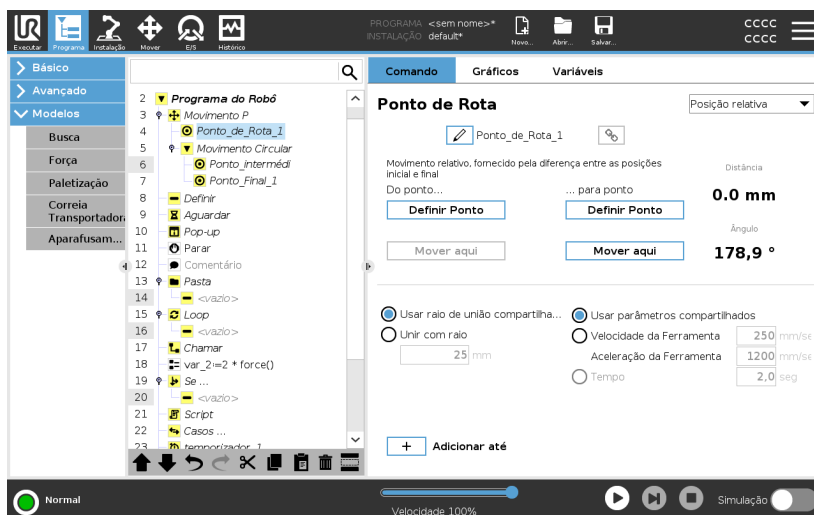 PROGRAMA <sem nome>*
INSTALAÇÃO default*
Executar Programa Instalação Mover E/S Histórico Novo... Abrir... Salvar...
CCCC
CCCC
Básico
Avançado
Modelos
Busca
Força
Paletização
Correia
Transportadora
Aparafusam...
2 Programa do Robô
3 Movimento P
4 Ponto_de_Rota_1
5 Movimento Circular
6 Ponto_intermédi
7 Ponto_Final_1
8 Definir
9 Aguardar
10 Pop-up
11 Parar
12 Comentário
13 Pasta
14 <vazio>
15 Loop
16 <vazio>
17 Chamar
18 var_2≔2 * force()
19 Se ...
20 <vazio>
21 Script
22 Casos ...
23 temporizador_1
Comando Gráficos Variáveis
Ponto de Rota
Posição relativa
Ponto_de_Rota_1
Movimento relativo, fornecido pela diferença entre as posições
inicial e final
Distância
Do ponto... ... para ponto
0.0 mm
Definir Ponto Definir Ponto
Ângulo
Mover aqui Mover aqui
178,9 °
Usar raio de união compartilha... Usar parâmetros compartilhados
Unir com raio Velocidade da Ferramenta 250 mm/se
25 mm Aceleração da Ferramenta 1200 mm/se
Tempo 2,0 seg
+ Adicionar até
Normal
Velocidade 100%
Simulação